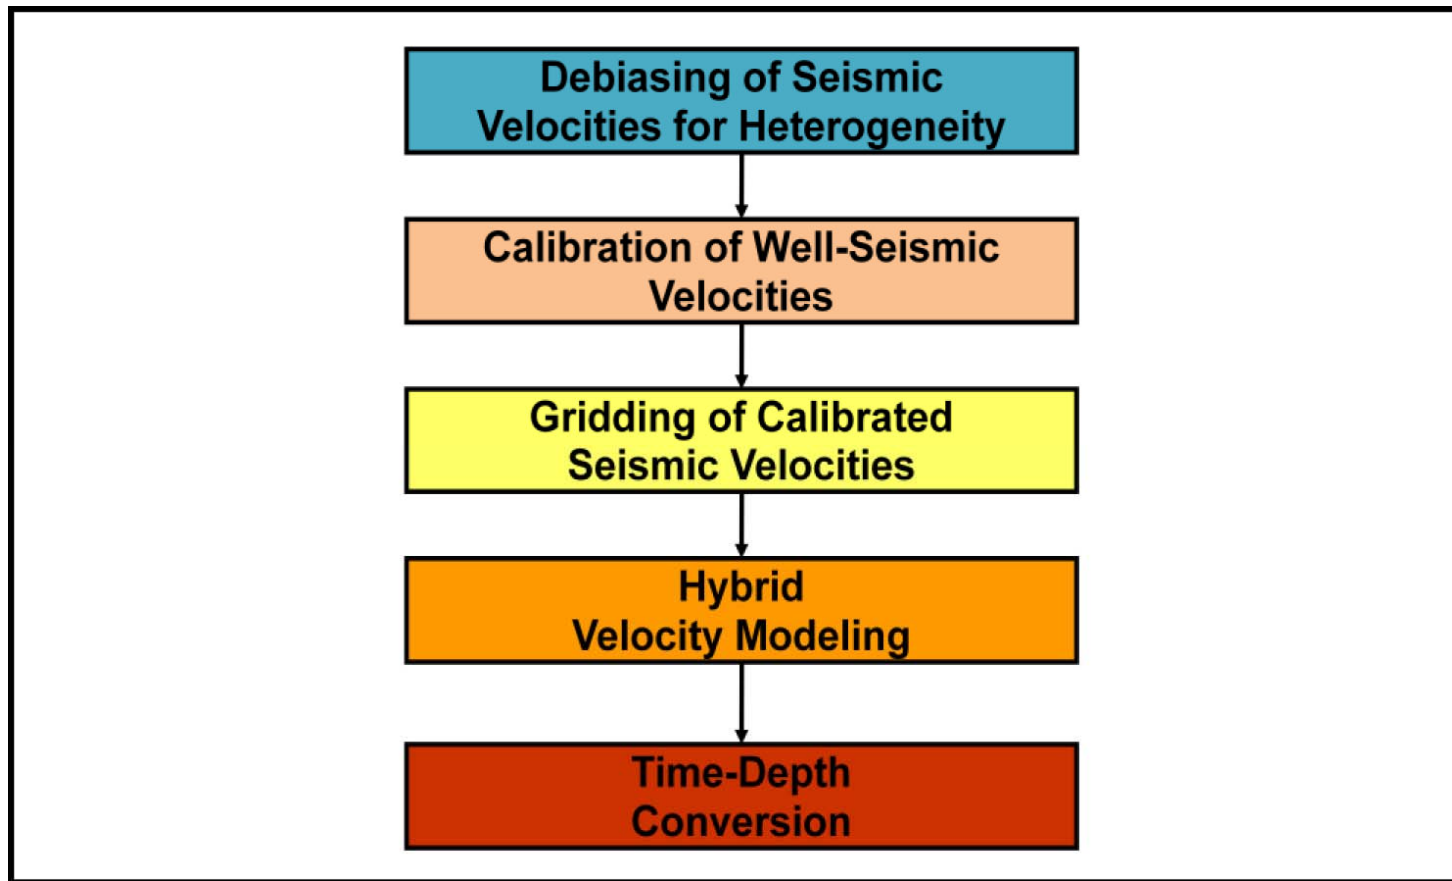 Debiasing of Seismic
Velocities for Heterogeneity
Calibration of Well-Seismic
Velocities
Gridding of Calibrated
Seismic Velocities
Hybrid
Velocity Modeling
Time-Depth
Conversion